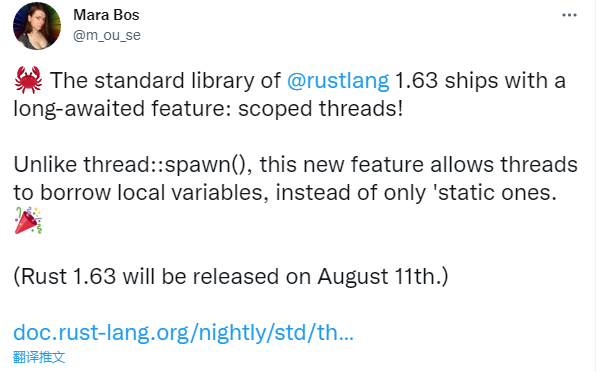 Mara Bos
@m_ou_se
🦀 The standard library of @rustlang 1.63 ships with a
long-awaited feature: scoped threads!
Unlike thread::spawn(), this new feature allows threads
to borrow local variables, instead of only 'static ones.
🎉
(Rust 1.63 will be released on August 11th.)
doc.rust-lang.org/nightly/std/th…
翻译推文